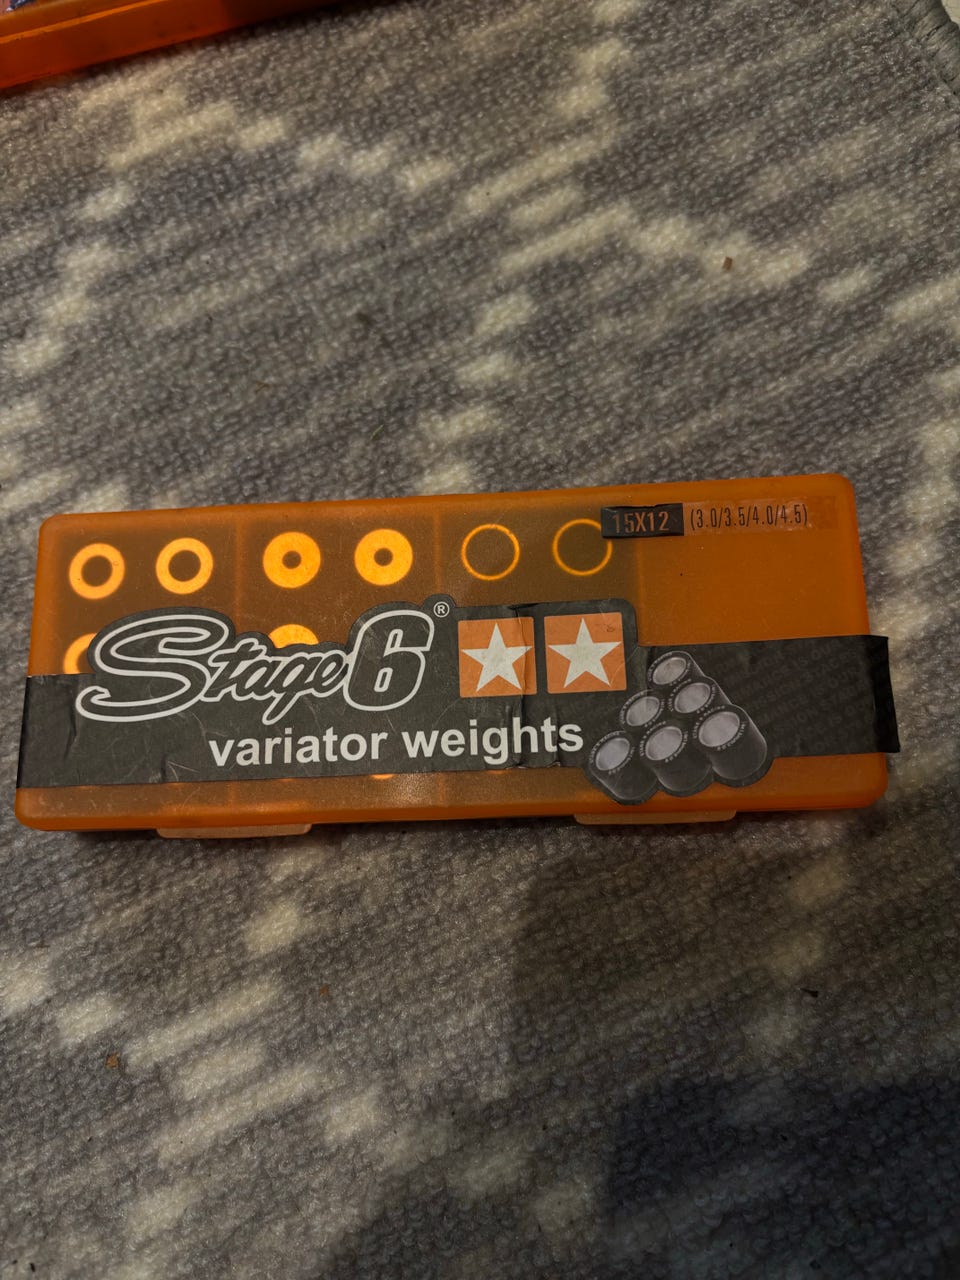 15X12 (3.0/3.5/4.0/4.5)
Stage6®
variator weights